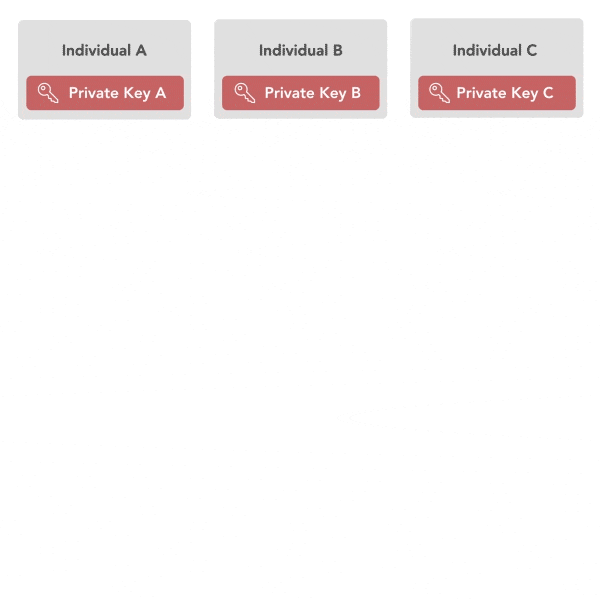 Individual A
Private Key A
Individual B
Private Key B
Individual C
Private Key C